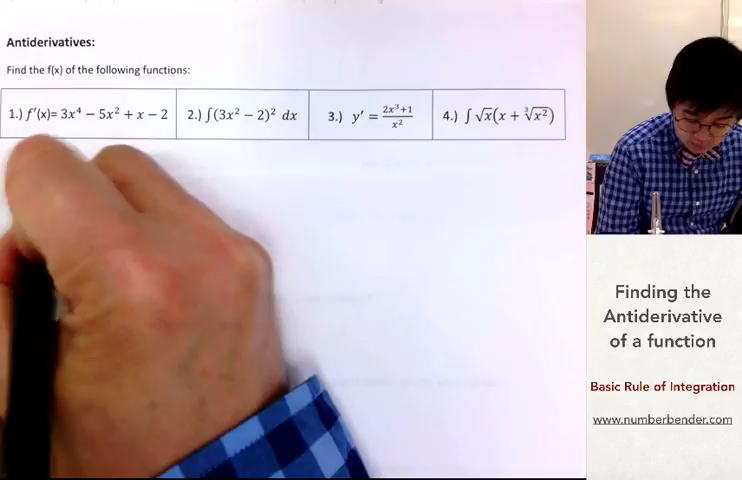 Antiderivatives:
Find the f(x) of the following functions:
1.) f'(x)= 3x⁴ − 5x² + x − 2
2.) ∫(3x² − 2)² dx
3.) y' = (2x³+1)/x²
4.) ∫ √x(x + ∛x²)
Finding the
Antiderivative
of a function
Basic Rule of Integration
www.numberbender.com